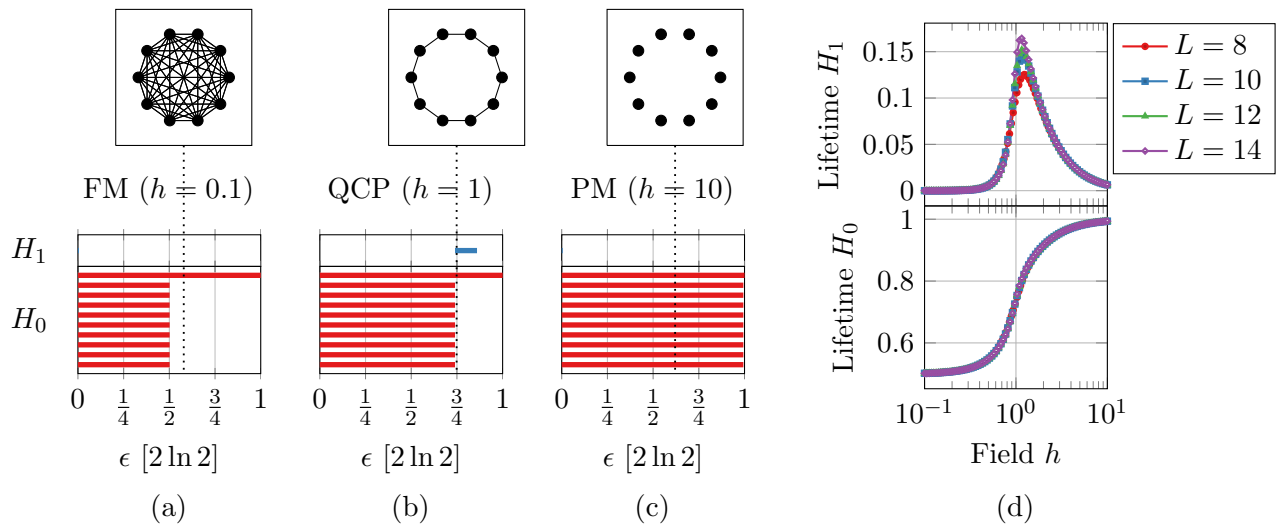 FM (h = 0.1)
QCP (h = 1)
PM (h = 10)
H₁
H₀
0 1/4 1/2 3/4 1
ϵ [2 ln 2]
(a)
0 1/4 1/2 3/4 1
ϵ [2 ln 2]
(b)
0 1/4 1/2 3/4 1
ϵ [2 ln 2]
(c)
Lifetime H₁
0.15
0.1
0.05
0
L = 8
L = 10
L = 12
L = 14
Lifetime H₀
1
0.8
0.6
10⁻¹ 10⁰ 10¹
Field h
(d)